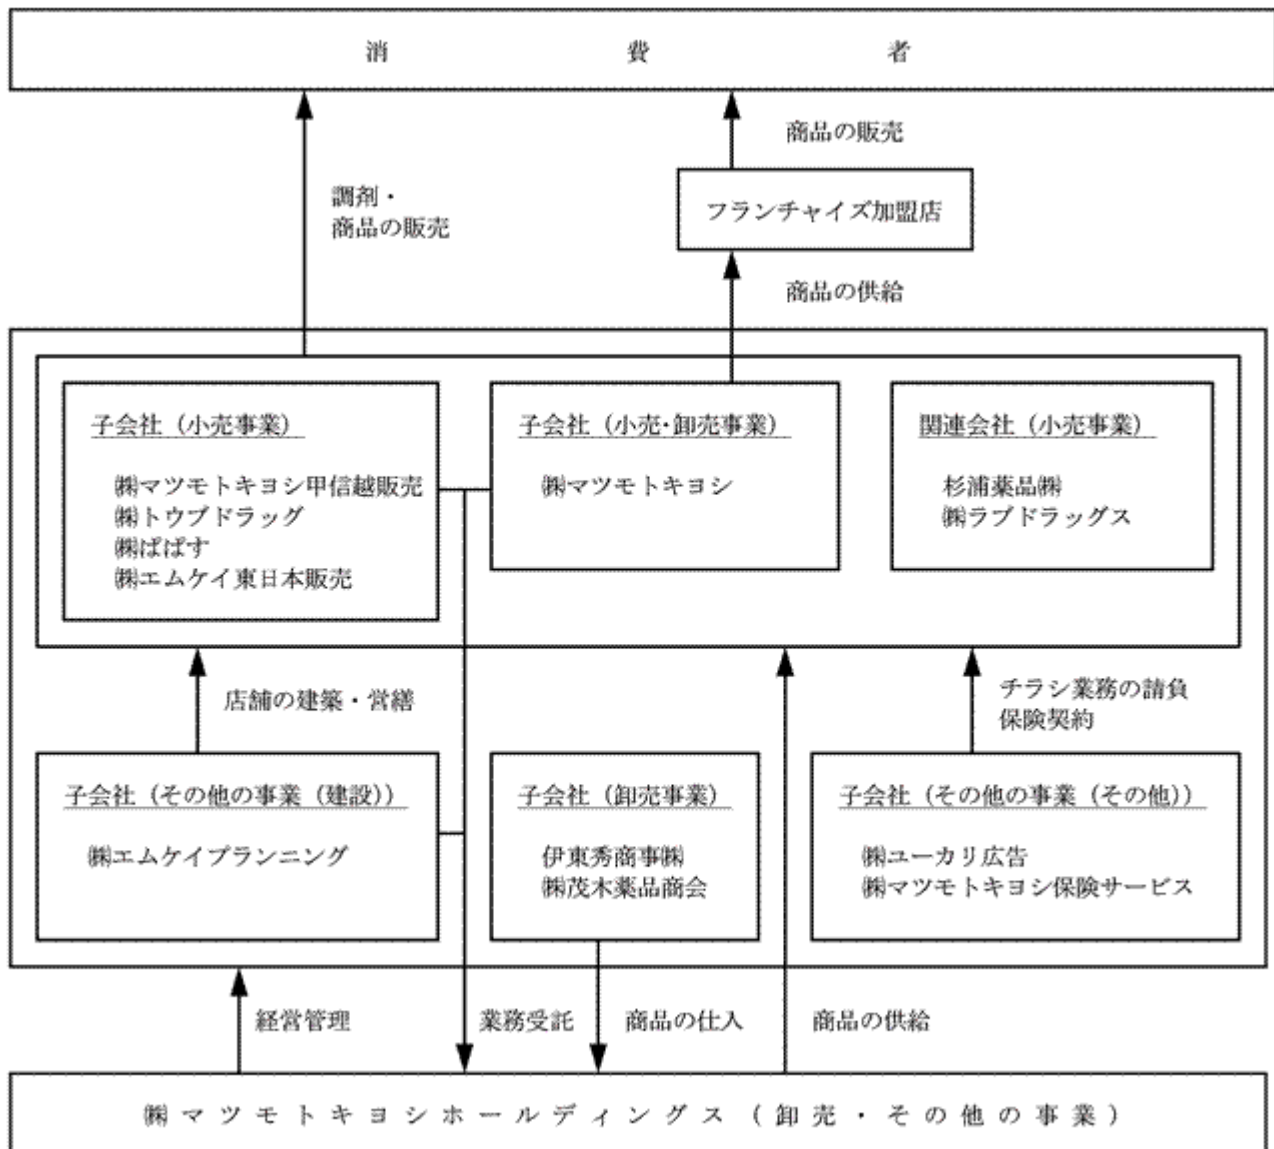 消費者
商品の販売
調剤・
商品の販売
フランチャイズ加盟店
商品の供給
子会社（小売事業）
㈱マツモトキヨシ甲信越販売
㈱トウブドラッグ
㈱ぱぱす
㈱エムケイ東日本販売
子会社（小売・卸売事業）
㈱マツモトキヨシ
関連会社（小売事業）
杉浦薬品㈱
㈱ラブドラッグス
店舗の建築・営繕
チラシ業務の請負
保険契約
子会社（その他の事業（建設））
㈱エムケイプランニング
子会社（卸売事業）
伊東秀商事㈱
㈱茂木薬品商会
子会社（その他の事業（その他））
㈱ユーカリ広告
㈱マツモトキヨシ保険サービス
経営管理
業務受託
商品の仕入
商品の供給
㈱マツモトキヨシホールディングス（卸売・その他の事業）